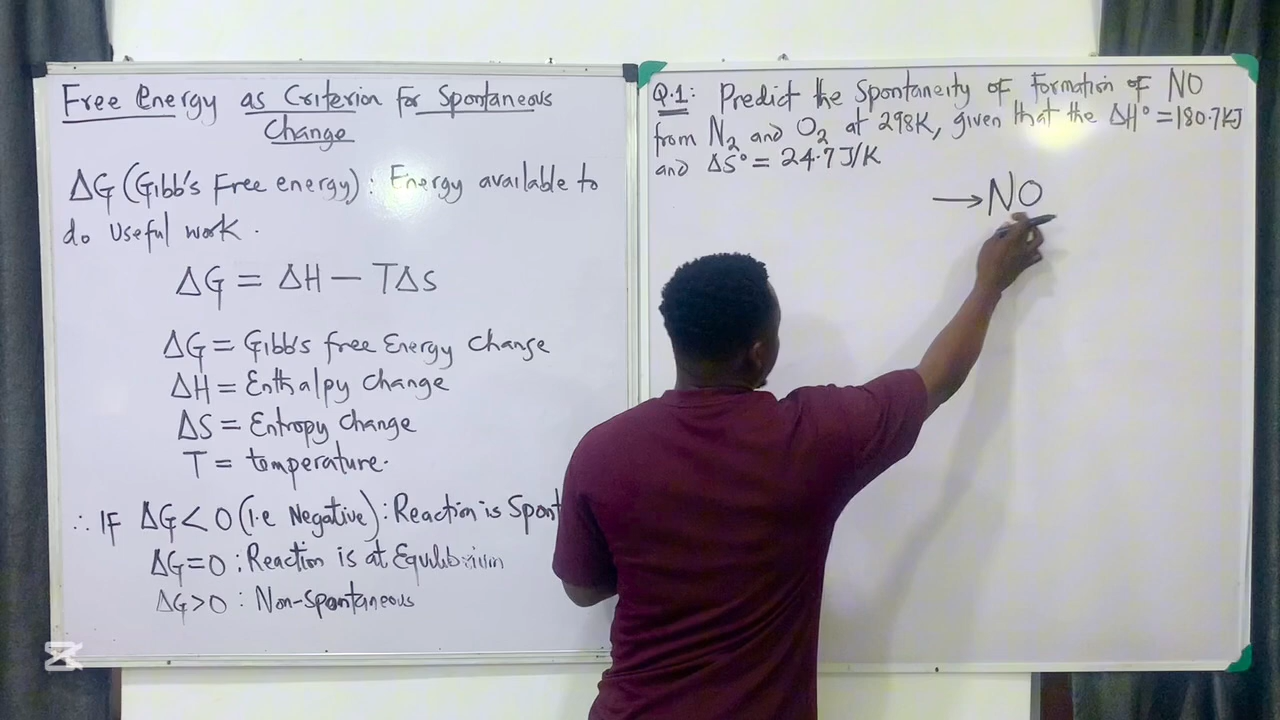 Free Energy as Criterion for Spontaneous
Change
ΔG (Gibb's Free energy): Energy available to
do Useful work.
ΔG = ΔH − TΔS
ΔG = Gibb's free Energy Change
ΔH = Enthalpy Change
ΔS = Entropy Change
T = temperature.
∴ IF ΔG < 0 (i.e Negative): Reaction is Spont
ΔG=0 : Reaction is at Equilibrium
ΔG>0 : Non-Spontaneous
Q.1: Predict the Spontaneity of Formation of NO
from N₂ and O₂ at 298K, given that the ΔH° = 180.7KJ
and ΔS° = 24.7 J/K
→ NO